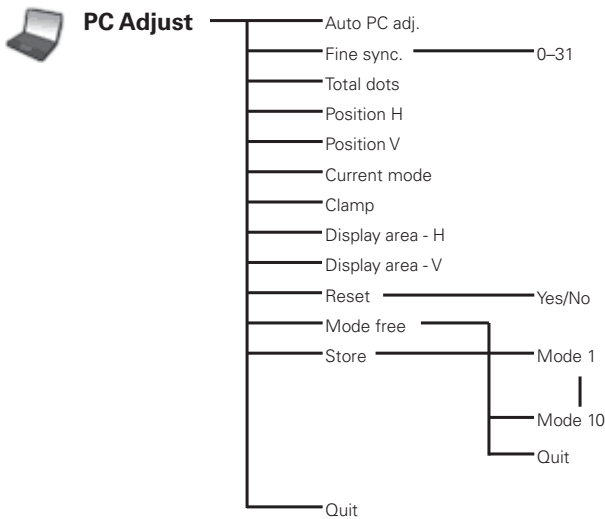 PC Adjust
Auto PC adj.
Fine sync. 0–31
Total dots
Position H
Position V
Current mode
Clamp
Display area - H
Display area - V
Reset Yes/No
Mode free
Store Mode 1
Mode 10
Quit
Quit